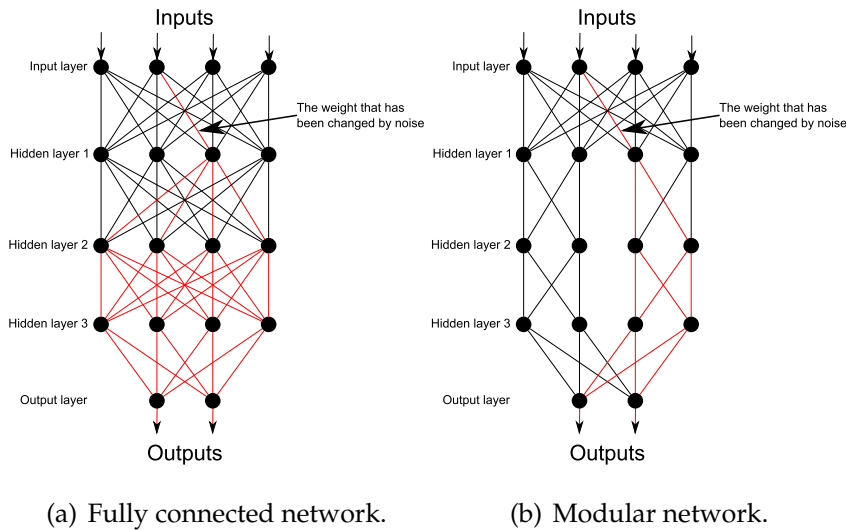 Inputs
Input layer
The weight that has
been changed by noise
Hidden layer 1
Hidden layer 2
Hidden layer 3
Output layer
Outputs
(a) Fully connected network.
Inputs
Input layer
The weight that has
been changed by noise
Hidden layer 1
Hidden layer 2
Hidden layer 3
Output layer
Outputs
(b) Modular network.